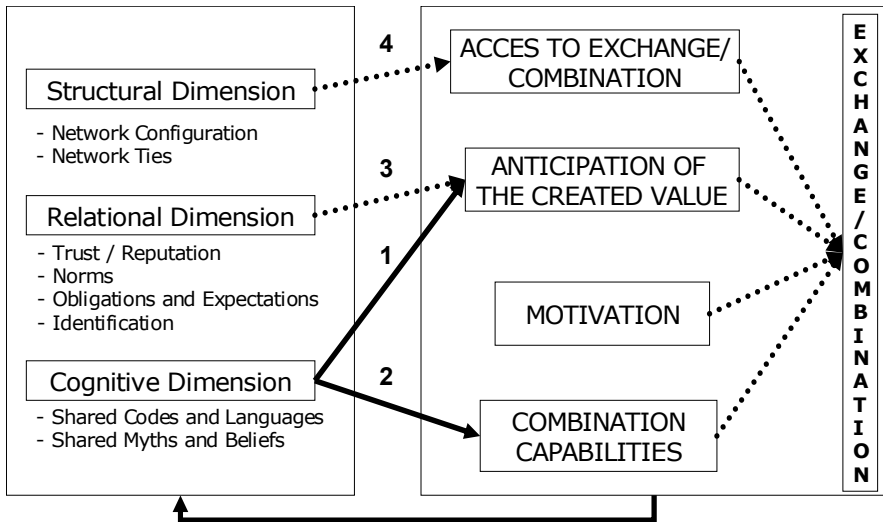 Structural Dimension
- Network Configuration
- Network Ties
Relational Dimension
- Trust / Reputation
- Norms
- Obligations and Expectations
- Identification
Cognitive Dimension
- Shared Codes and Languages
- Shared Myths and Beliefs
4
3
1
2
ACCES TO EXCHANGE/
COMBINATION
ANTICIPATION OF
THE CREATED VALUE
MOTIVATION
COMBINATION
CAPABILITIES
EXCHANGE/COMBINATION